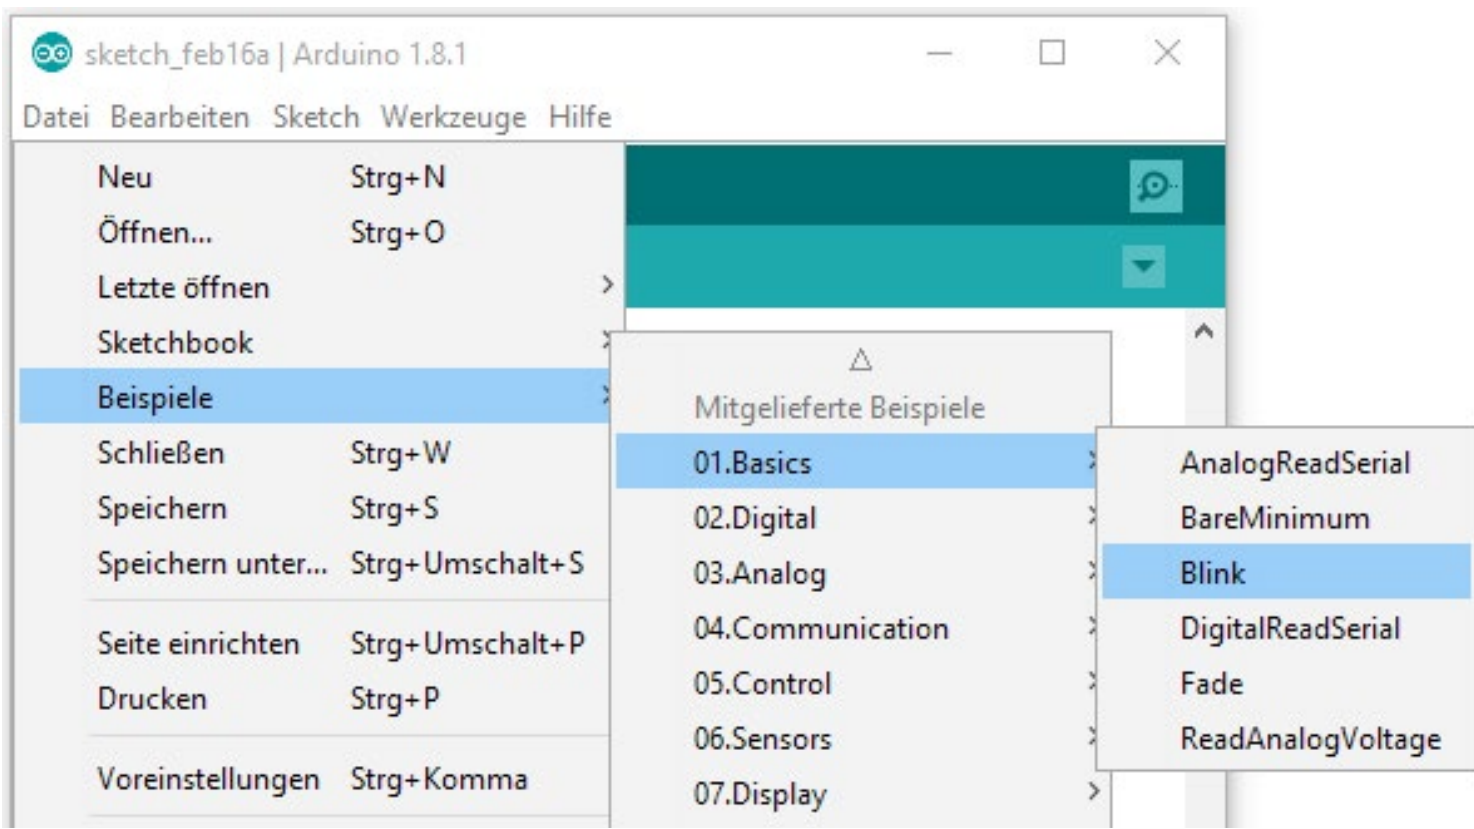 sketch_feb16a | Arduino 1.8.1
Datei Bearbeiten Sketch Werkzeuge Hilfe
Neu Strg+N
Öffnen... Strg+O
Letzte öffnen
Sketchbook
Beispiele
Schließen Strg+W
Speichern Strg+S
Speichern unter... Strg+Umschalt+S
Seite einrichten Strg+Umschalt+P
Drucken Strg+P
Voreinstellungen Strg+Komma
Mitgelieferte Beispiele
01.Basics
02.Digital
03.Analog
04.Communication
05.Control
06.Sensors
07.Display
AnalogReadSerial
BareMinimum
Blink
DigitalReadSerial
Fade
ReadAnalogVoltage